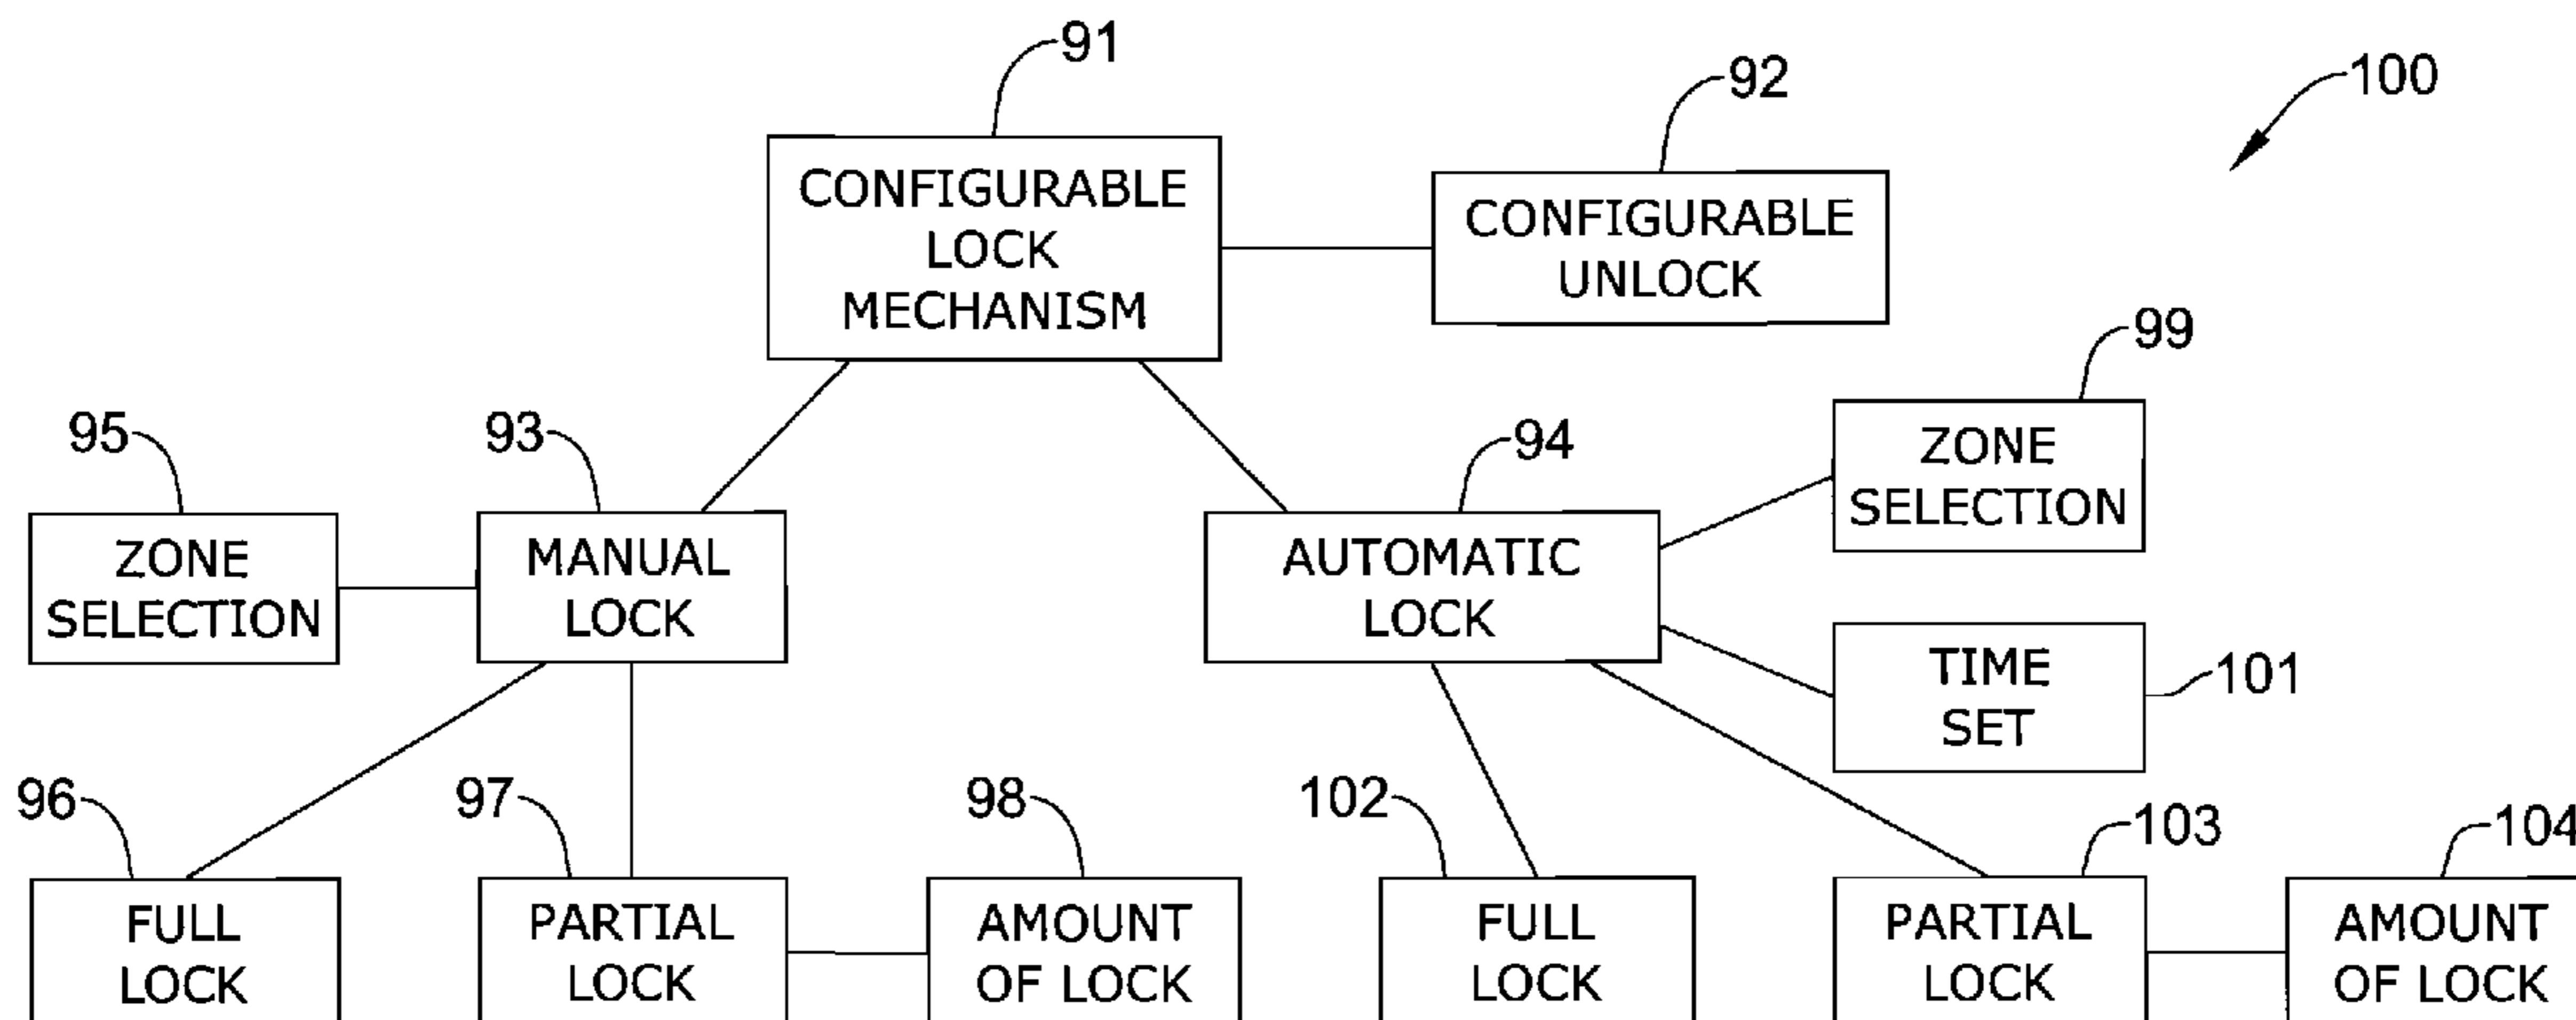 91
100
92
CONFIGURABLE
LOCK
MECHANISM
CONFIGURABLE
UNLOCK
99
95
93
94
ZONE
SELECTION
ZONE
SELECTION
MANUAL
LOCK
AUTOMATIC
LOCK
TIME
SET
101
96
97
98
102
103
104
FULL
LOCK
PARTIAL
LOCK
AMOUNT
OF LOCK
FULL
LOCK
PARTIAL
LOCK
AMOUNT
OF LOCK